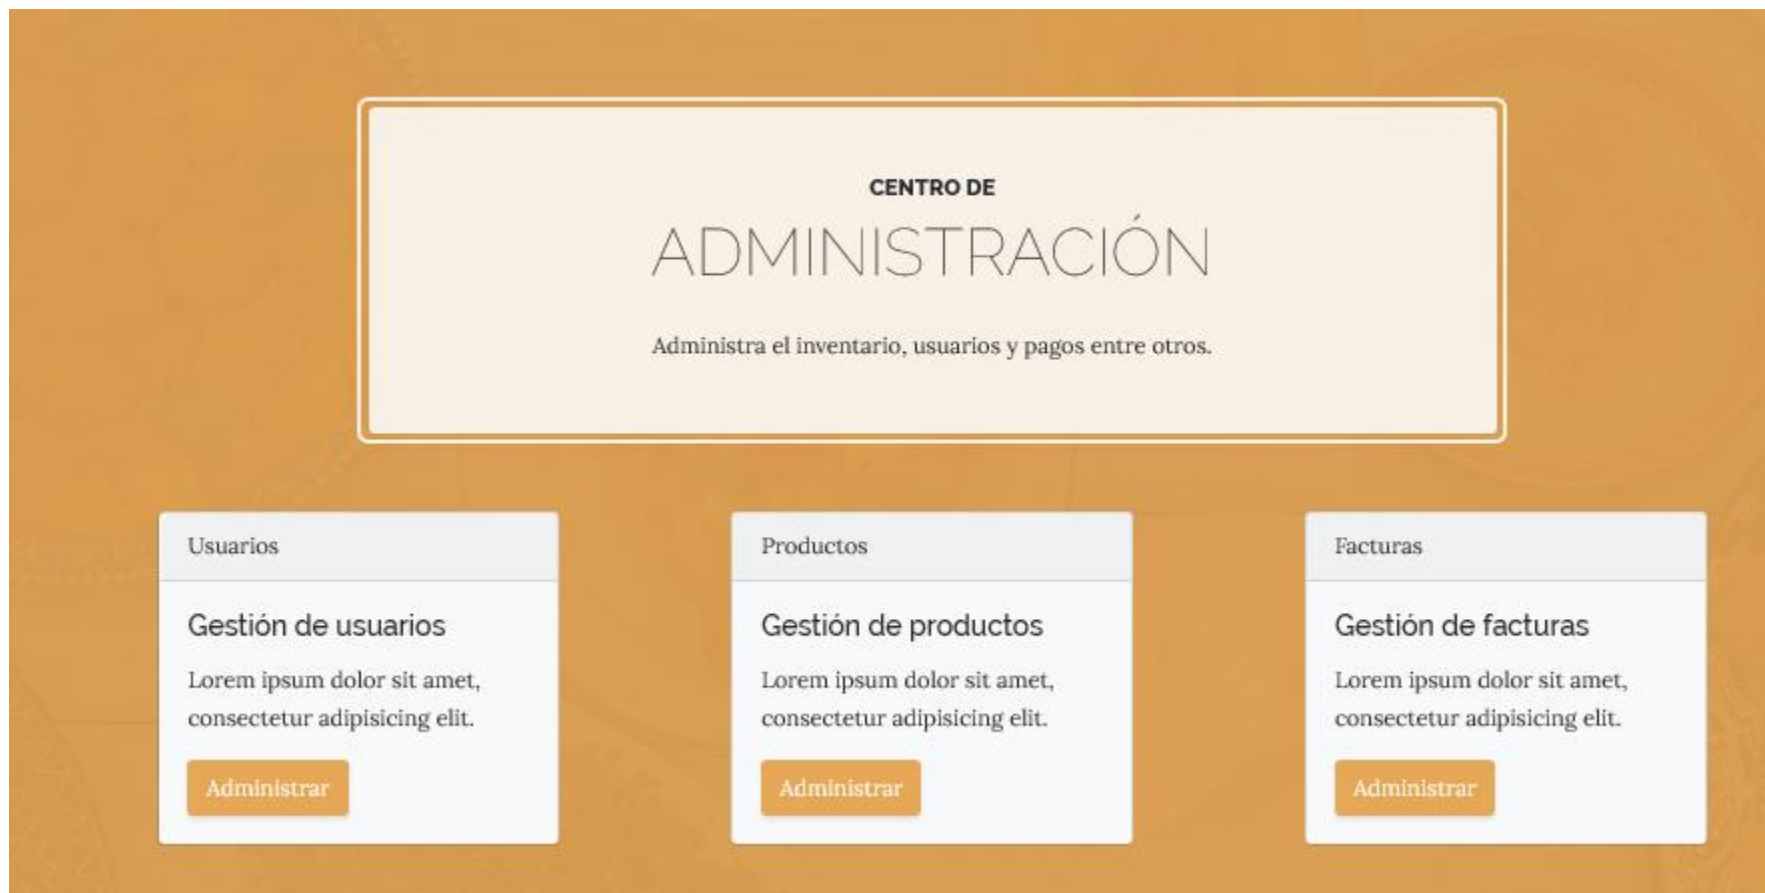 CENTRO DE
ADMINISTRACIÓN
Administra el inventario, usuarios y pagos entre otros.
Usuarios
Gestión de usuarios
Lorem ipsum dolor sit amet,
consectetur adipisicing elit.
Administrar
Productos
Gestión de productos
Lorem ipsum dolor sit amet,
consectetur adipisicing elit.
Administrar
Facturas
Gestión de facturas
Lorem ipsum dolor sit amet,
consectetur adipisicing elit.
Administrar